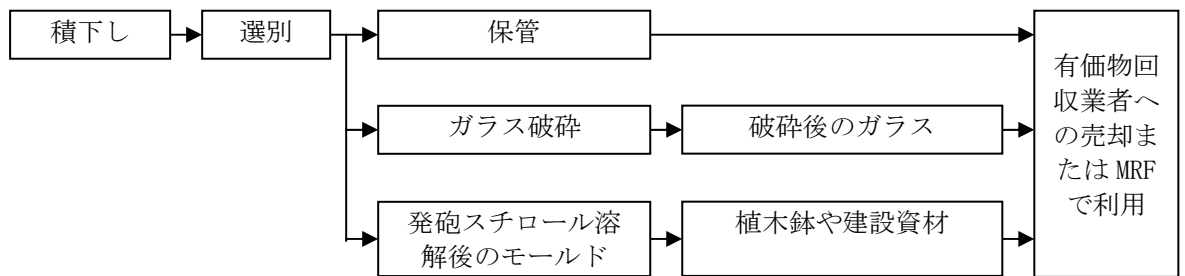 積下し
選別
保管
ガラス破砕
破砕後のガラス
発砲スチロール溶
解後のモールド
植木鉢や建設資材
有価物回
収業者へ
の売却ま
たは MRF
で利用